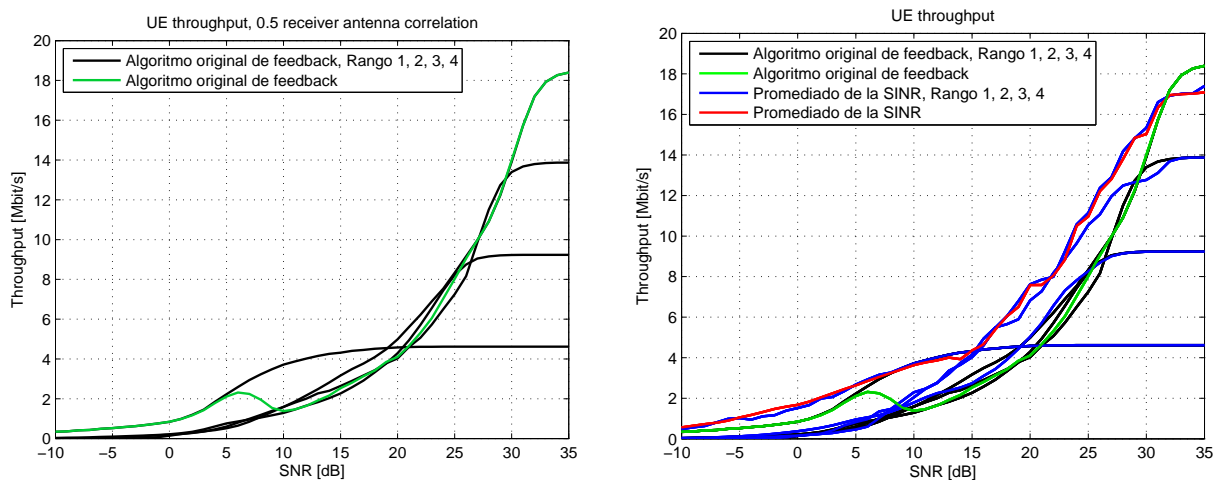 UE throughput, 0.5 receiver antenna correlation
20
18
16
14
12
10
8
6
4
2
0
Throughput [Mbit/s]
Algoritmo original de feedback, Rango 1, 2, 3, 4
Algoritmo original de feedback
−10 −5 0 5 10 15 20 25 30 35
SNR [dB]
UE throughput
20
18
16
14
12
10
8
6
4
2
0
Throughput [Mbit/s]
Algoritmo original de feedback, Rango 1, 2, 3, 4
Algoritmo original de feedback
Promediado de la SINR, Rango 1, 2, 3, 4
Promediado de la SINR
−10 −5 0 5 10 15 20 25 30 35
SNR [dB]